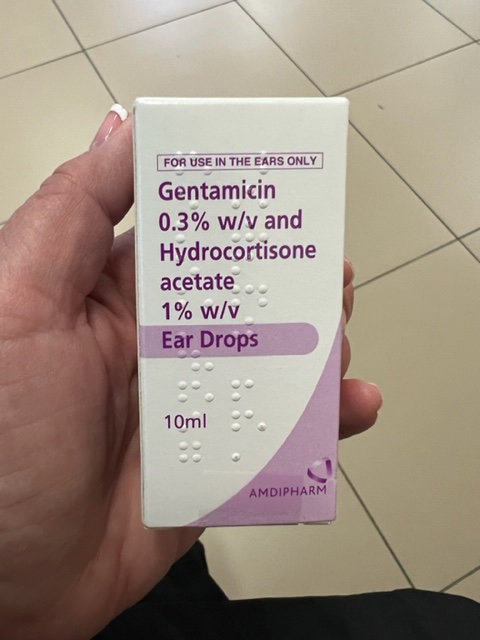 FOR USE IN THE EARS ONLY
Gentamicin
0.3% w/v and
Hydrocortisone
acetate
1% w/v
Ear Drops
10ml
AMDIPHARM